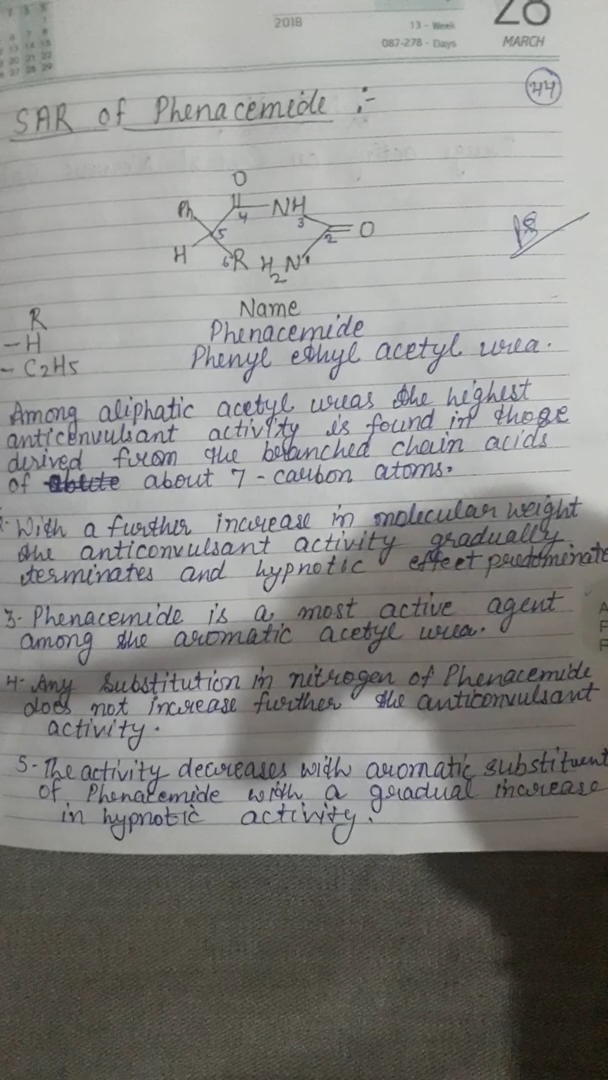 2018
13 - Week
087-278 - Days
28
MARCH
44
SAR of Phenacemide :-
O
Ph
4
NH
3
5
2
O
H
6
R
H2N
1
R
Name
-H
Phenacemide
- C2H5
Phenyl ethyl acetyl urea.
Among aliphatic acetyl ureas the highest
anticonvulsant activity is found in those
derived from the branched chain acids
of about 7-carbon atoms.
With a further increase in molecular weight
the anticonvulsant activity gradually
terminates and hypnotic effect predominate
3- Phenacemide is a most active agent
among the aromatic acetyl urea.
4- Any substitution in nitrogen of Phenacemide
does not increase further the anticonvulsant
activity.
5- The activity decreases with aromatic substituent
of Phenacemide with a gradual increase
in hypnotic activity.